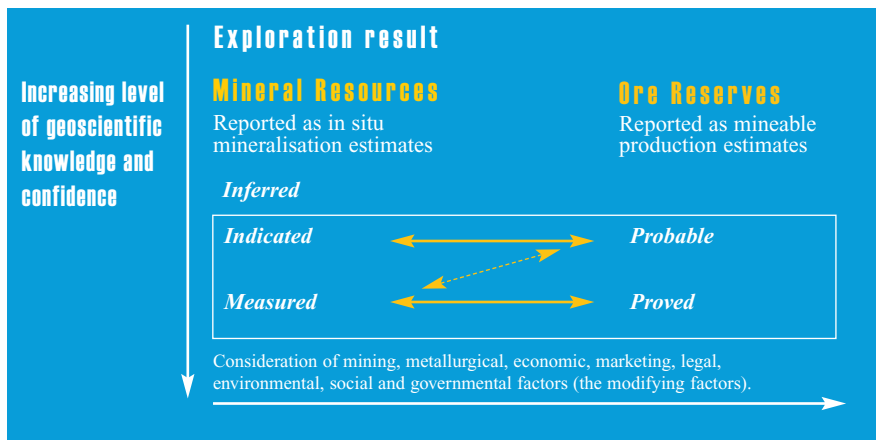 Exploration result
Increasing level
of geoscientific
knowledge and
confidence
Mineral Resources
Reported as in situ
mineralisation estimates
Ore Reserves
Reported as mineable
production estimates
Inferred
Indicated
Probable
Measured
Proved
Consideration of mining, metallurgical, economic, marketing, legal,
environmental, social and governmental factors (the modifying factors).